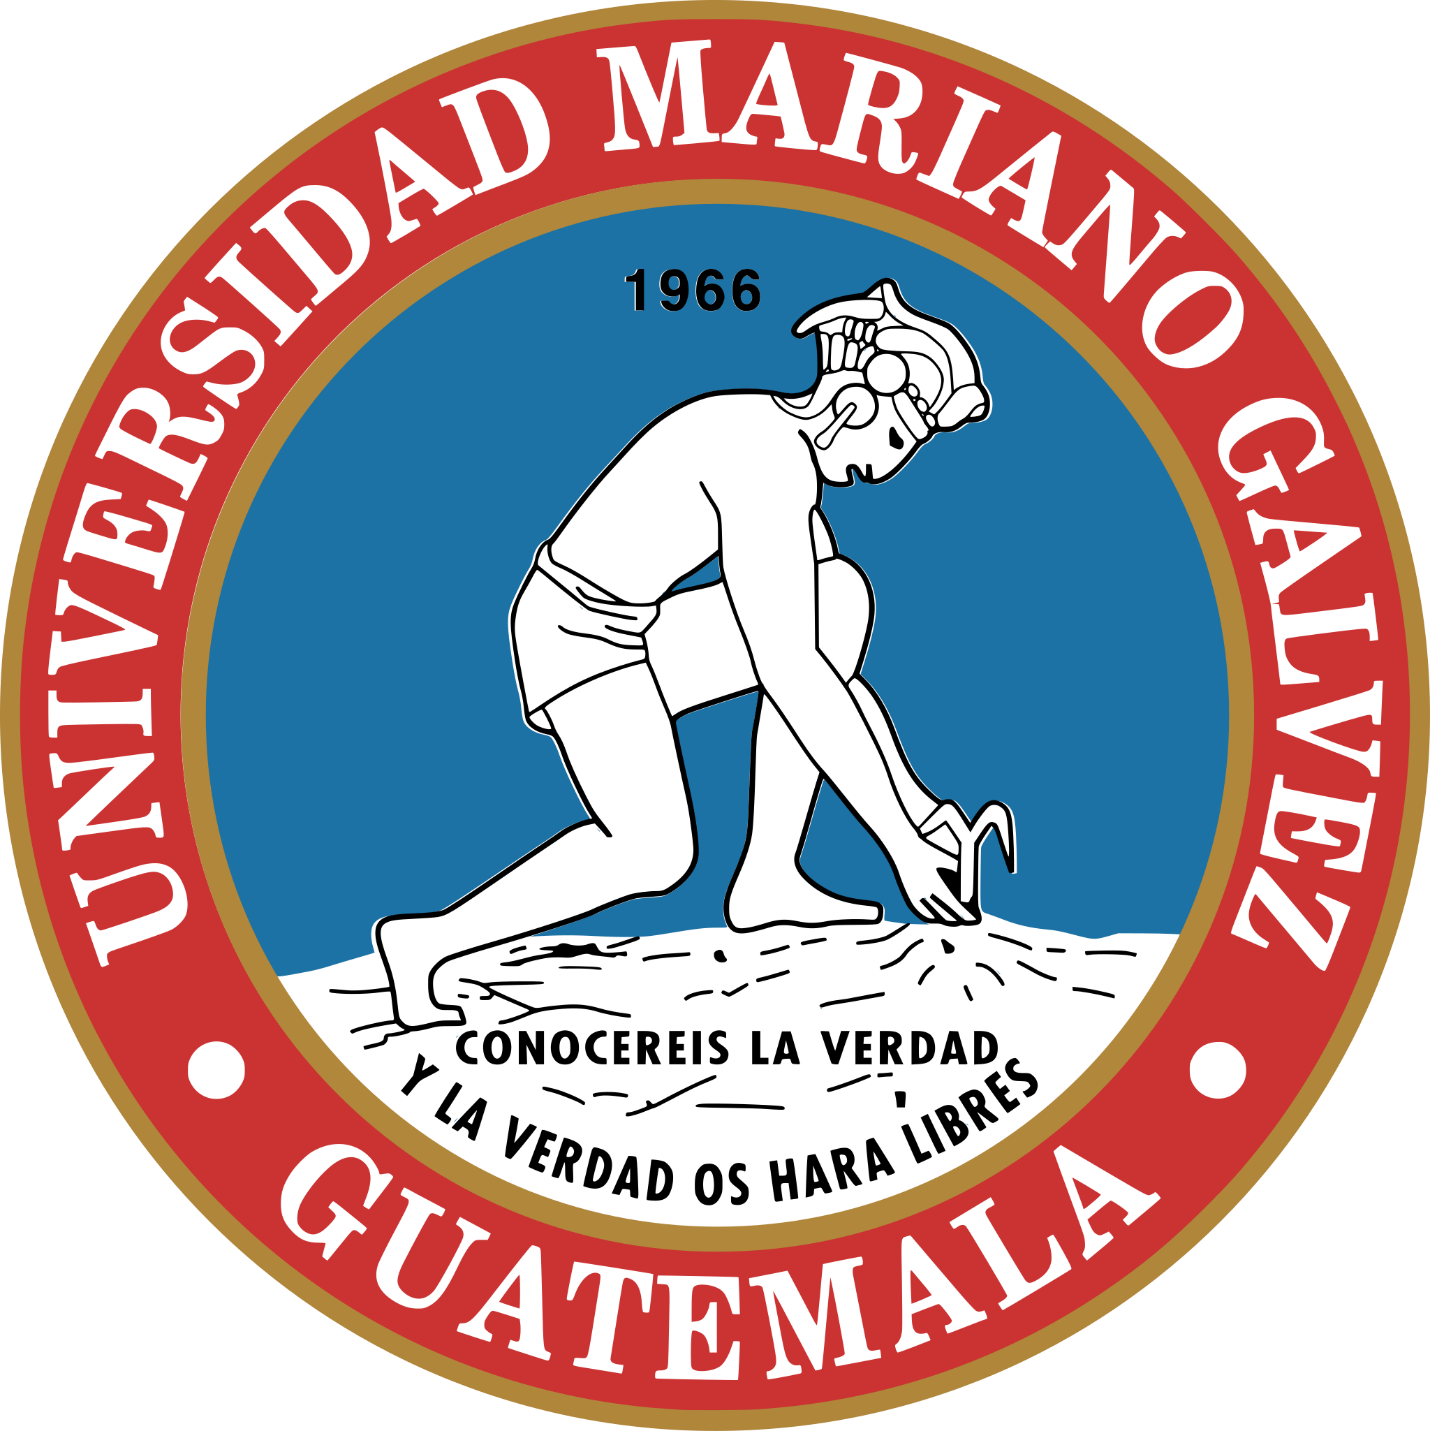 UNIVERSIDAD MARIANO GALVEZ
1966
CONOCEREIS LA VERDAD
Y LA VERDAD OS HARA LIBRES
• GUATEMALA •